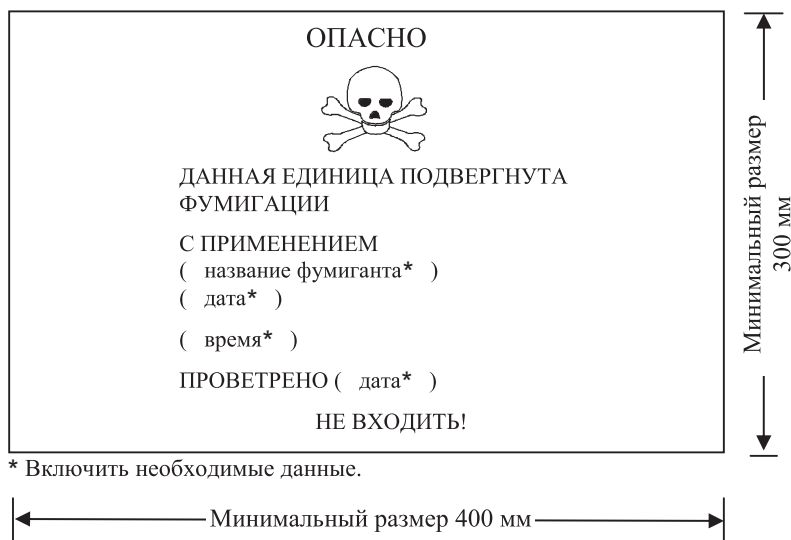 ОПАСНО
ДАННАЯ ЕДИНИЦА ПОДВЕРГНУТА
ФУМИГАЦИИ
С ПРИМЕНЕНИЕМ
( название фумиганта* )
( дата* )
( время* )
ПРОВЕТРЕНО ( дата* )
НЕ ВХОДИТЬ!
* Включить необходимые данные.
Минимальный размер 400 мм
Минимальный размер
300 мм